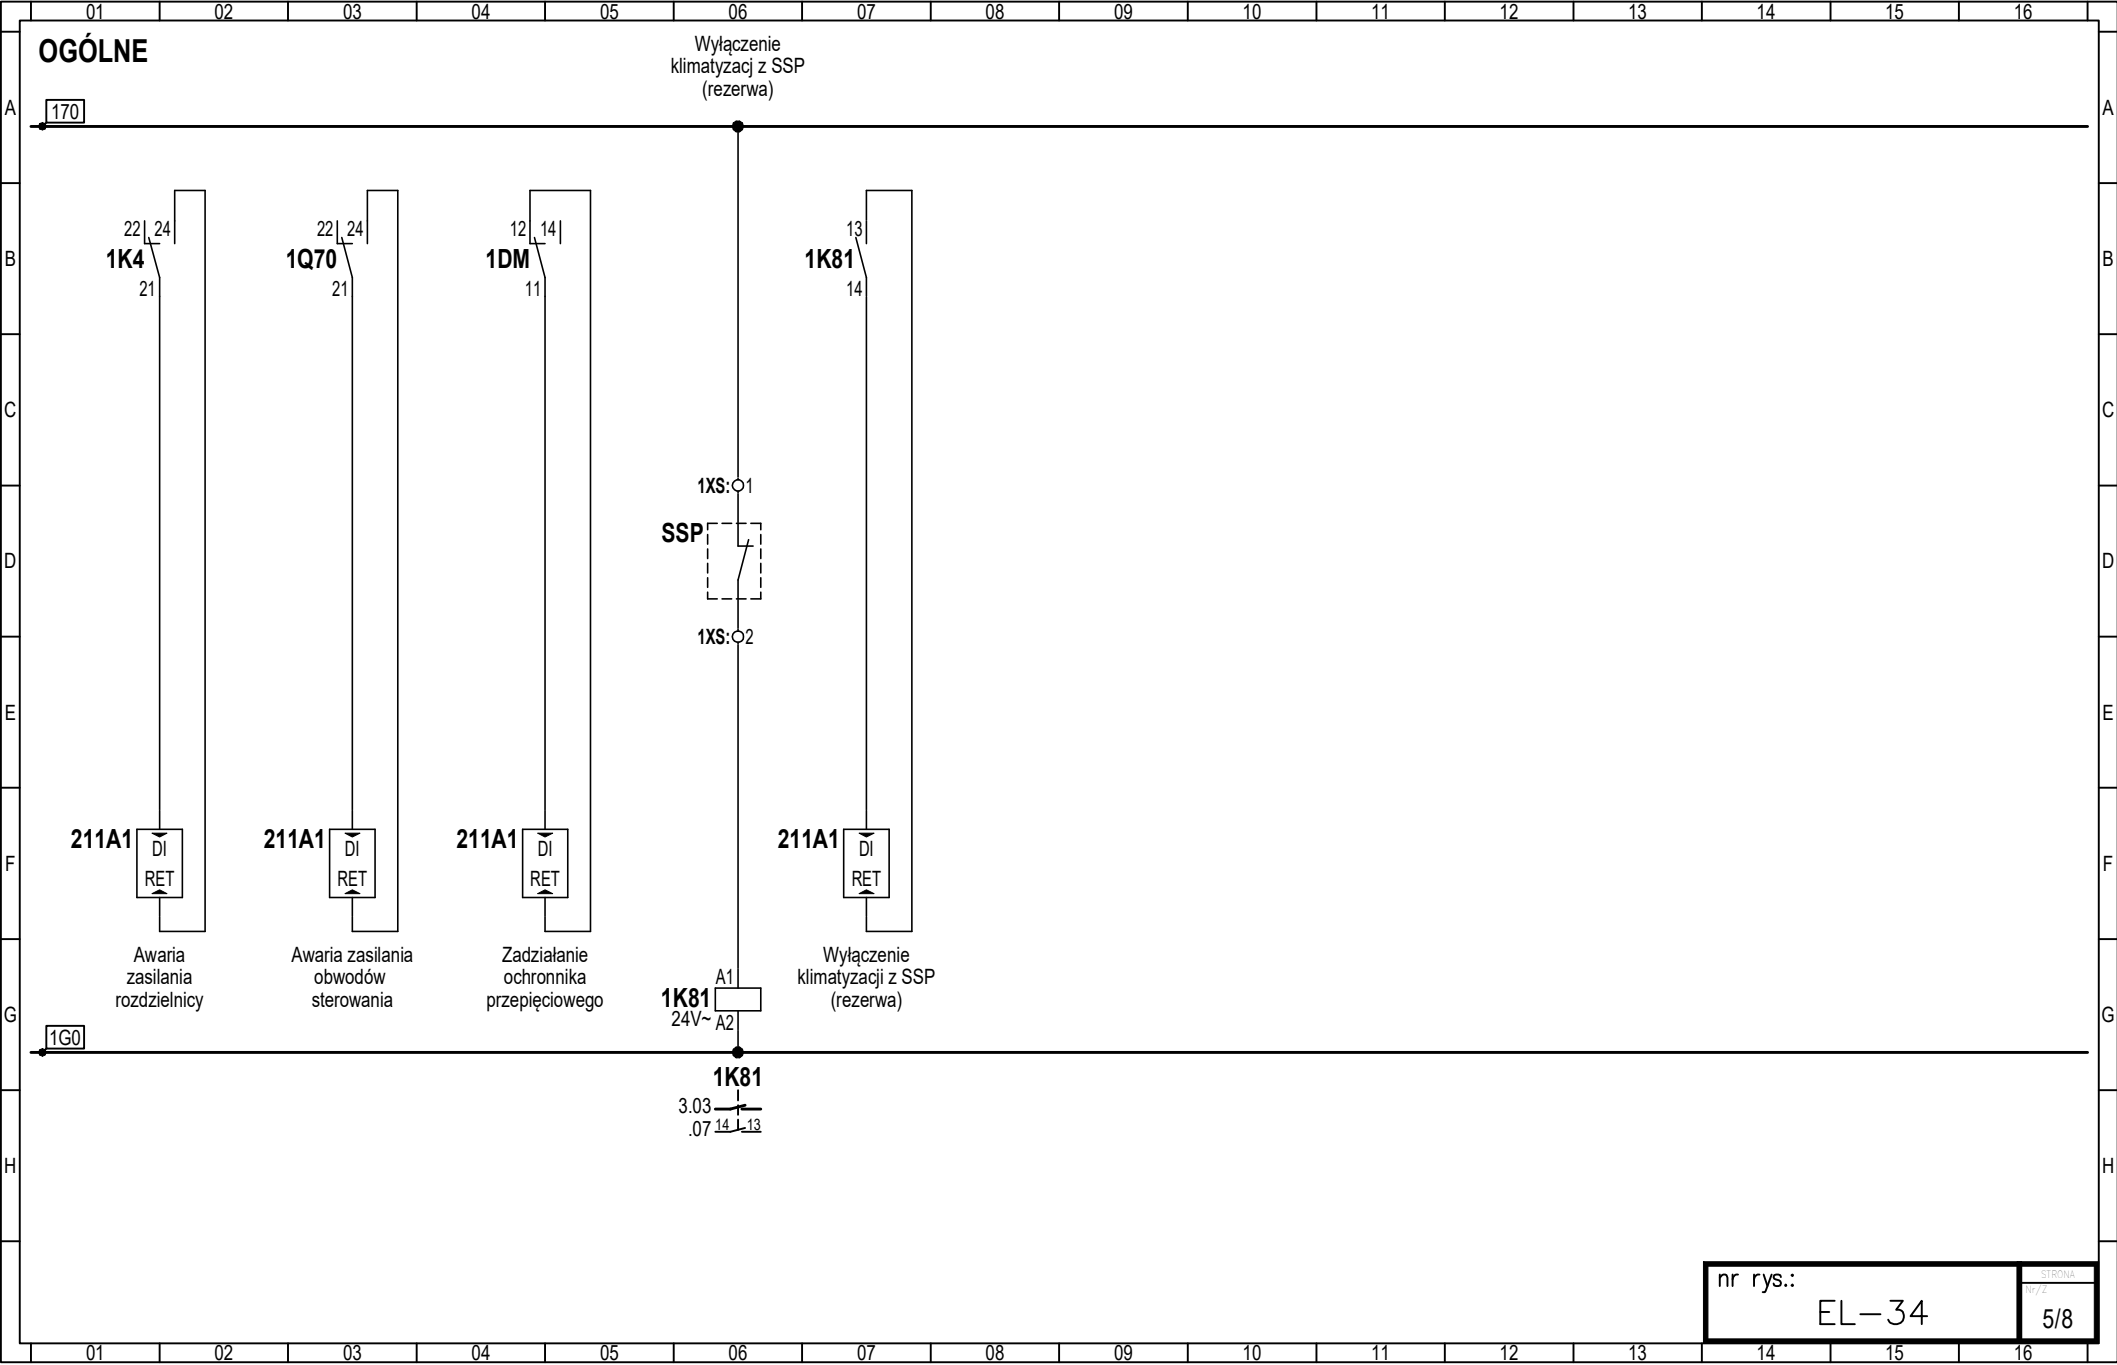 01 02 03 04 05 06 07 08 09 10 11 12 13 14 15 16
OGÓLNE
Wyłączenie
klimatyzacj z SSP
(rezerwa)
A A
170
22 24 22 24 12 14 13
B 1K4 1Q70 1DM 1K81 B
21 21 11 14
C C
1XS: 1
SSP
D D
1XS: 2
E E
211A1 211A1 211A1 211A1
DI DI DI DI
F F
RET RET RET RET
Awaria
zasilania
rozdzielnicy
Awaria zasilania
obwodów
sterowania
Zadziałanie
ochronnika
przepięciowego
Wyłączenie
klimatyzacji z SSP
(rezerwa)
A1
1K81
24V~ A2
G G
1G0
1K81
3.03
.07 14 13
H H
nr rys.:
EL-34
STRONA
Nr/Z
5/8
01 02 03 04 05 06 07 08 09 10 11 12 13 14 15 16